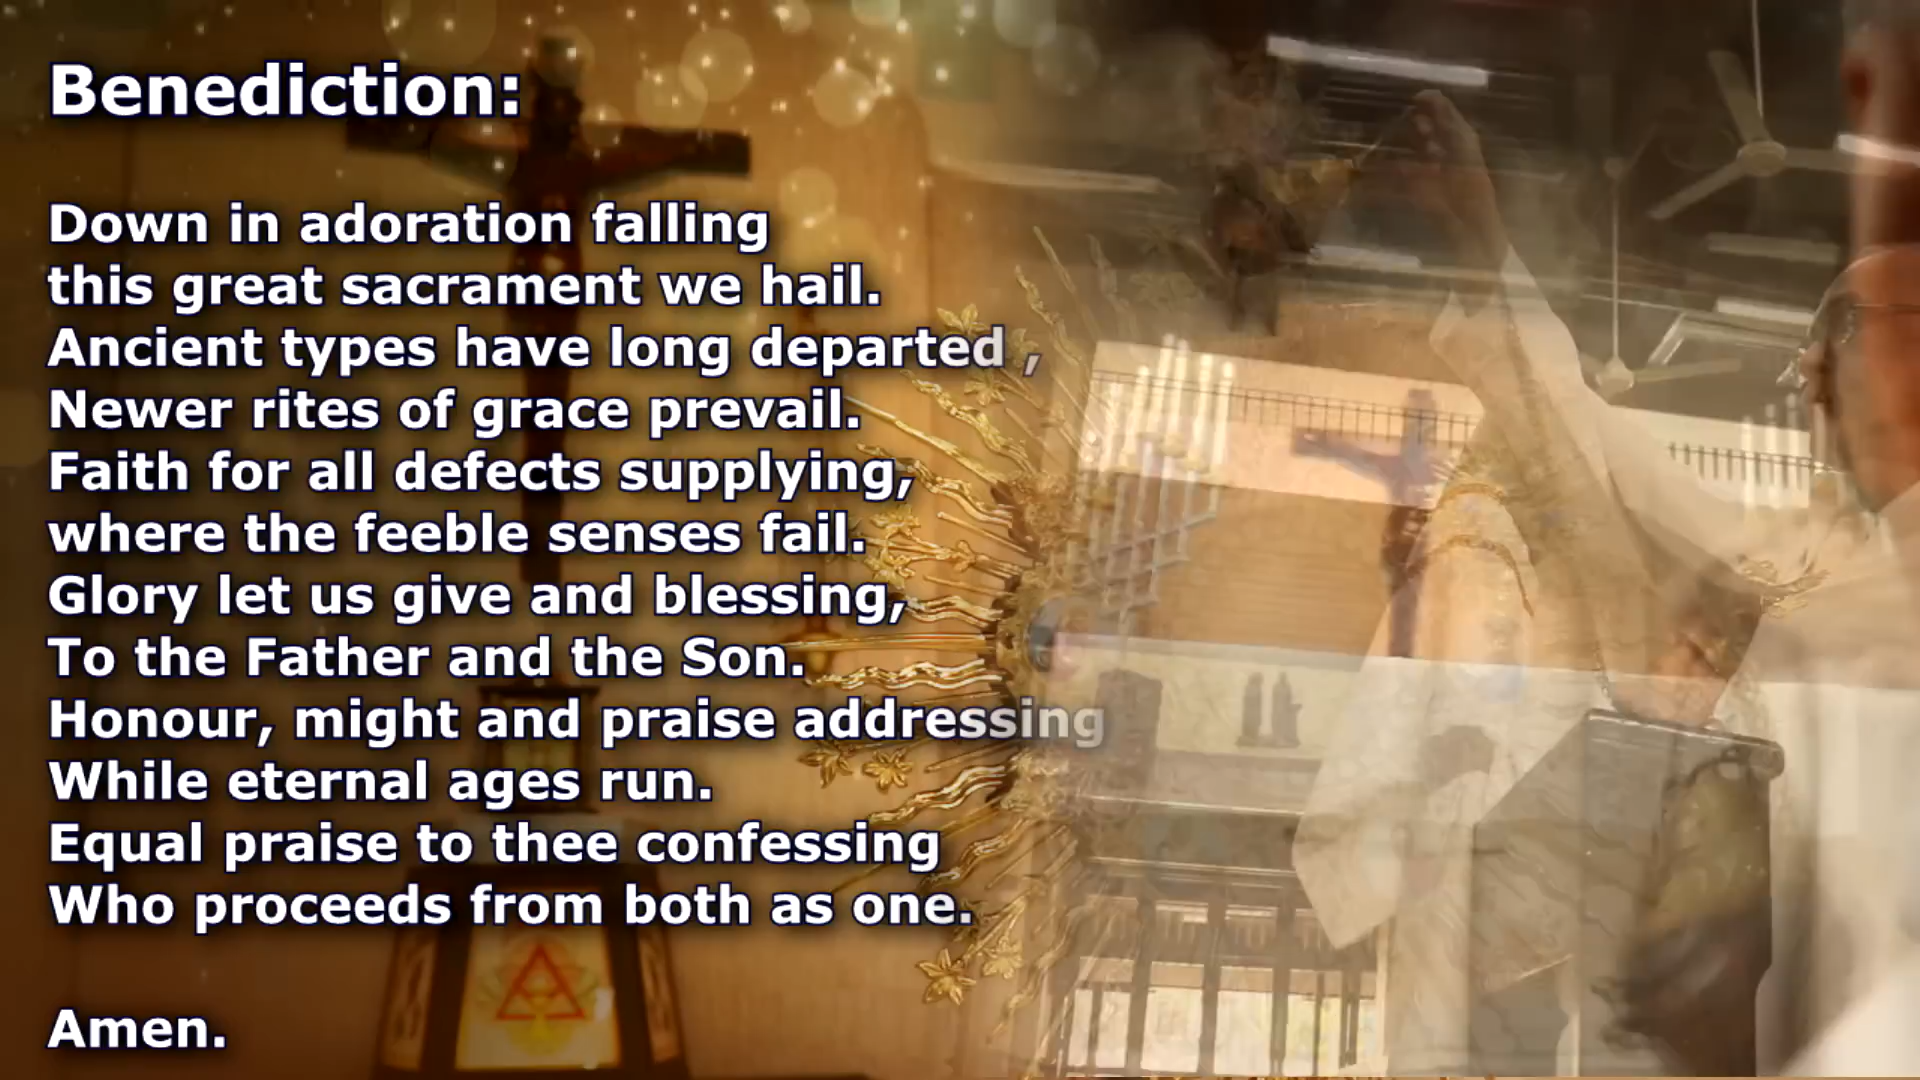 Benediction:
Down in adoration falling
this great sacrament we hail.
Ancient types have long departed ,
Newer rites of grace prevail.
Faith for all defects supplying,
where the feeble senses fail.
Glory let us give and blessing,
To the Father and the Son.
Honour, might and praise addressing
While eternal ages run.
Equal praise to thee confessing
Who proceeds from both as one.
Amen.